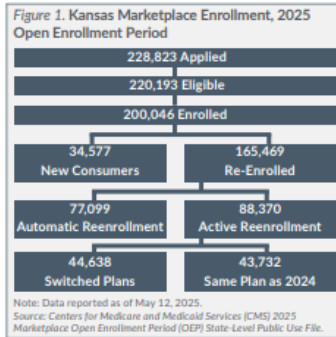 Figure 1. Kansas Marketplace Enrollment, 2025
Open Enrollment Period
228,823 Applied
220,193 Eligible
200,046 Enrolled
34,577
New Consumers
165,469
Re-Enrolled
77,099
Automatic Reenrollment
88,370
Active Reenrollment
44,638
Switched Plans
43,732
Same Plan as 2024
Note: Data reported as of May 12, 2025.
Source: Centers for Medicare and Medicaid Services (CMS) 2025
Marketplace Open Enrollment Period (OEP) State-Level Public Use File.